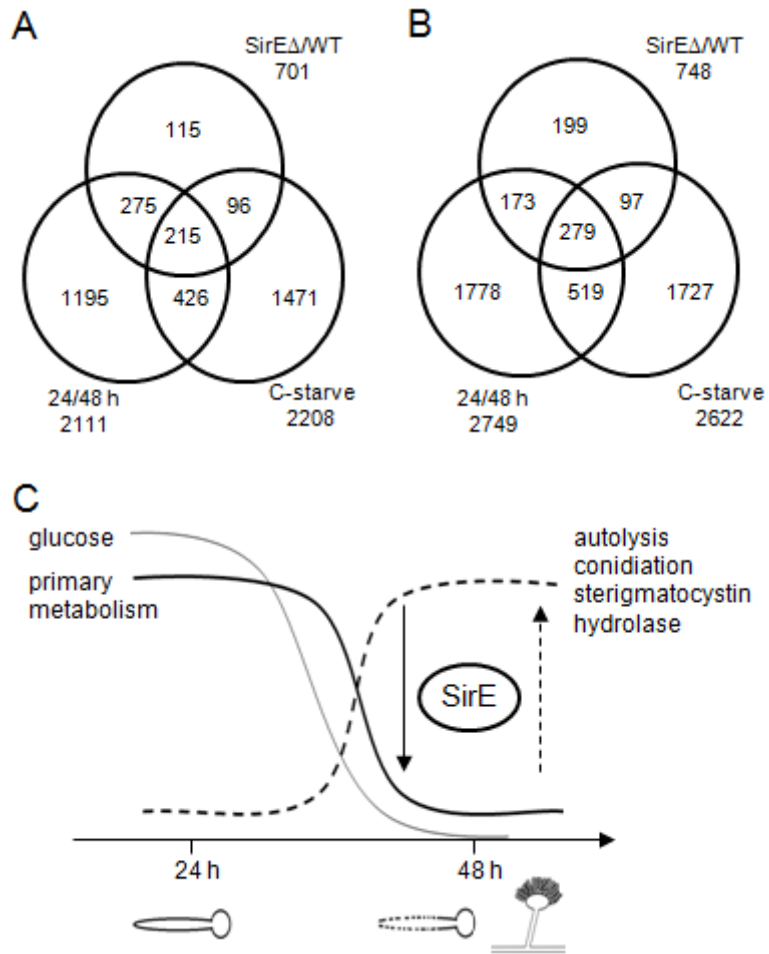 A
SirEΔ/WT
701
115
275
96
215
1195
426
1471
24/48 h
2111
C-starve
2208
B
SirEΔ/WT
748
199
173
97
279
1778
519
1727
24/48 h
2749
C-starve
2622
C
glucose
primary
metabolism
autolysis
conidiation
sterigmatocystin
hydrolase
SirE
24 h
48 h